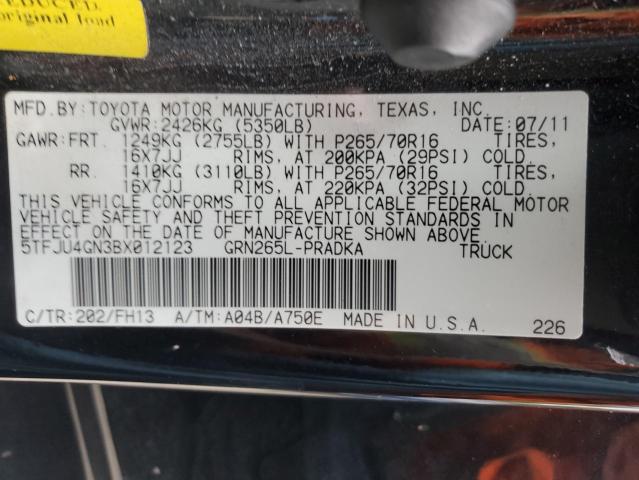 REDUCED.
original load
MFD.BY:TOYOTA MOTOR MANUFACTURING, TEXAS, INC.
GVWR:2426KG (5350LB) DATE:07/11
GAWR:FRT. 1249KG (2755LB) WITH P265/70R16 TIRES,
16X7JJ RIMS, AT 200KPA (29PSI) COLD.
RR. 1410KG (3110LB) WITH P265/70R16 TIRES,
16X7JJ RIMS, AT 220KPA (32PSI) COLD.
THIS VEHICLE CONFORMS TO ALL APPLICABLE FEDERAL MOTOR
VEHICLE SAFETY AND THEFT PREVENTION STANDARDS IN
EFFECT ON THE DATE OF MANUFACTURE SHOWN ABOVE.
5TFJU4GN3BX012123 GRN265L-PRADKA TRUCK
C/TR:202/FH13 A/TM:A04B/A750E MADE IN U.S.A. 226